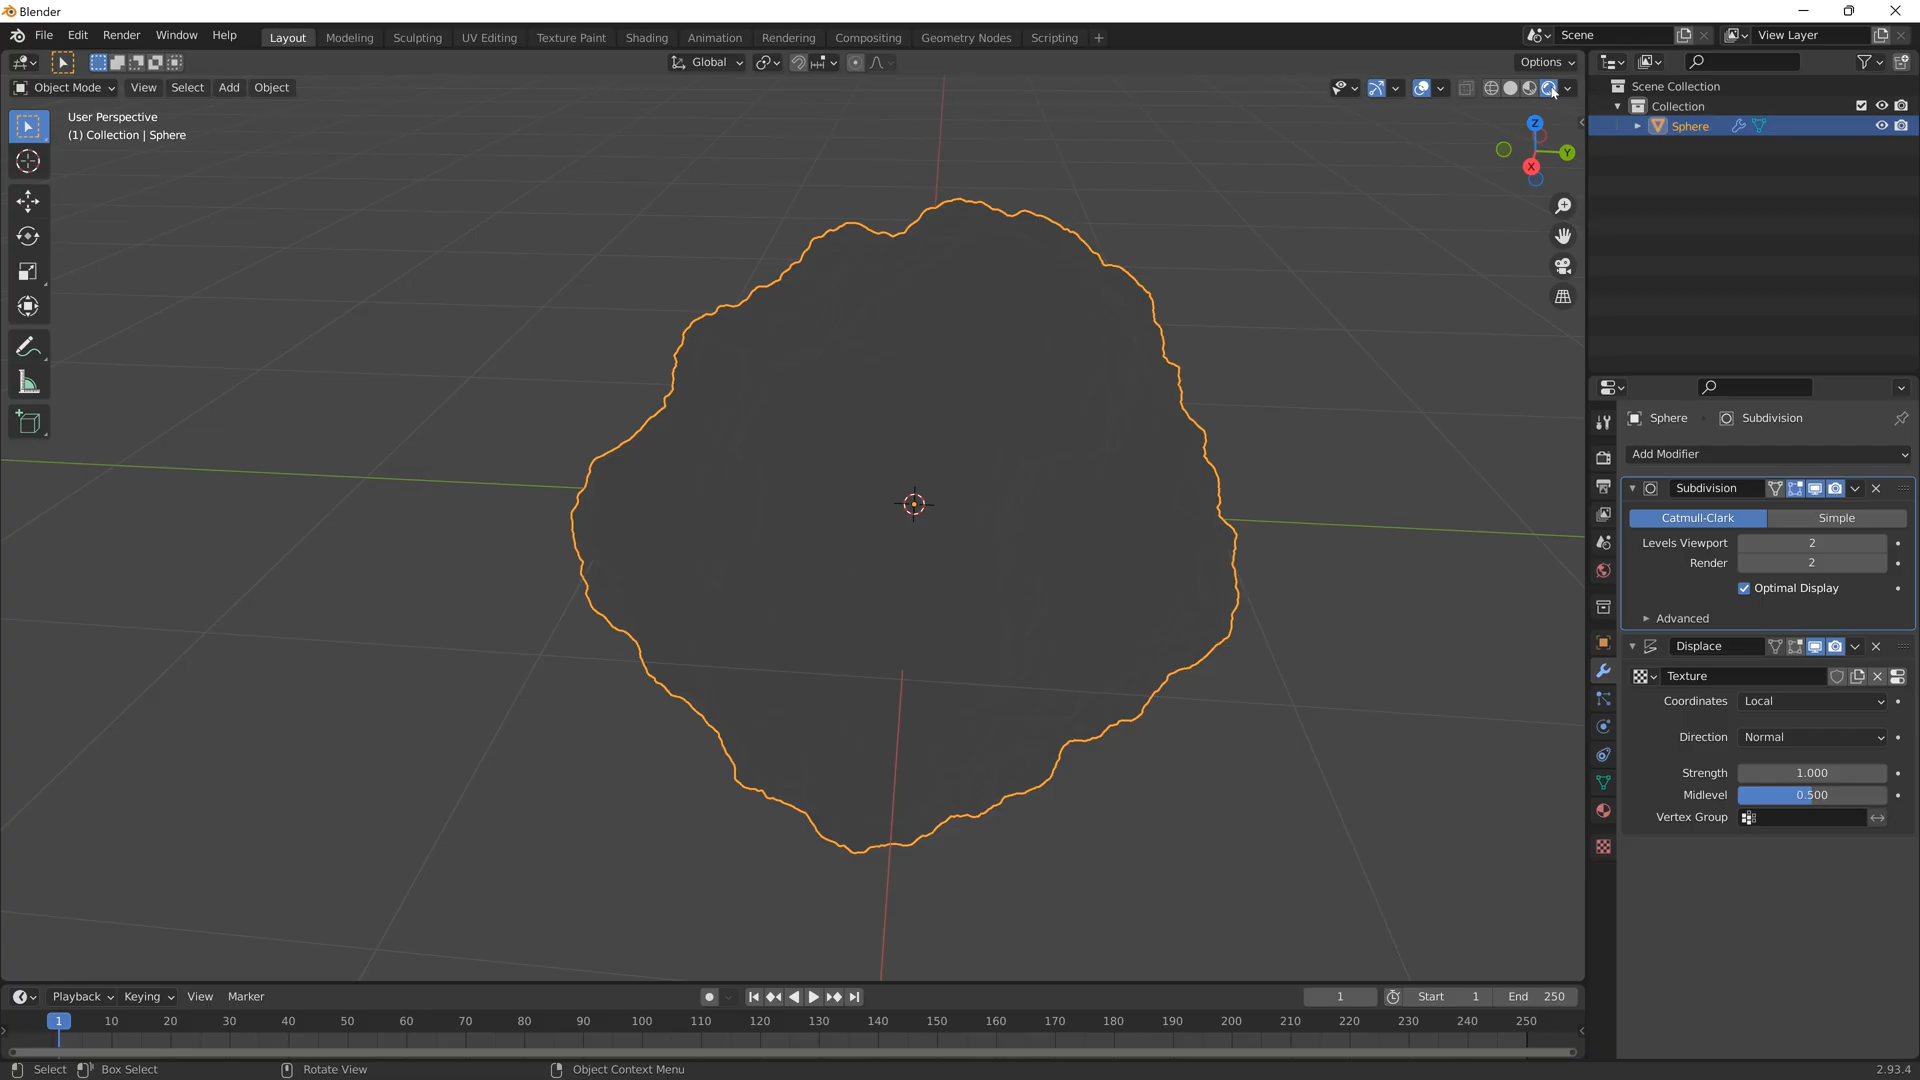 Blender
File Edit Render Window Help Layout Modeling Sculpting UV Editing Texture Paint Shading Animation Rendering Compositing Geometry Nodes Scripting + Scene View Layer
Global Options
Object Mode View Select Add Object
User Perspective
(1) Collection | Sphere
Z
Y
X
Scene Collection
Collection
Sphere
Sphere Subdivision
Add Modifier
Subdivision
Catmull-Clark Simple
Levels Viewport 2
Render 2
Optimal Display
Advanced
Displace
Texture
Coordinates Local
Direction Normal
Strength 1.000
Midlevel 0.500
Vertex Group
Playback Keying View Marker 1 Start 1 End 250
1 10 20 30 40 50 60 70 80 90 100 110 120 130 140 150 160 170 180 190 200 210 220 230 240 250
Select Box Select Rotate View Object Context Menu 2.93.4